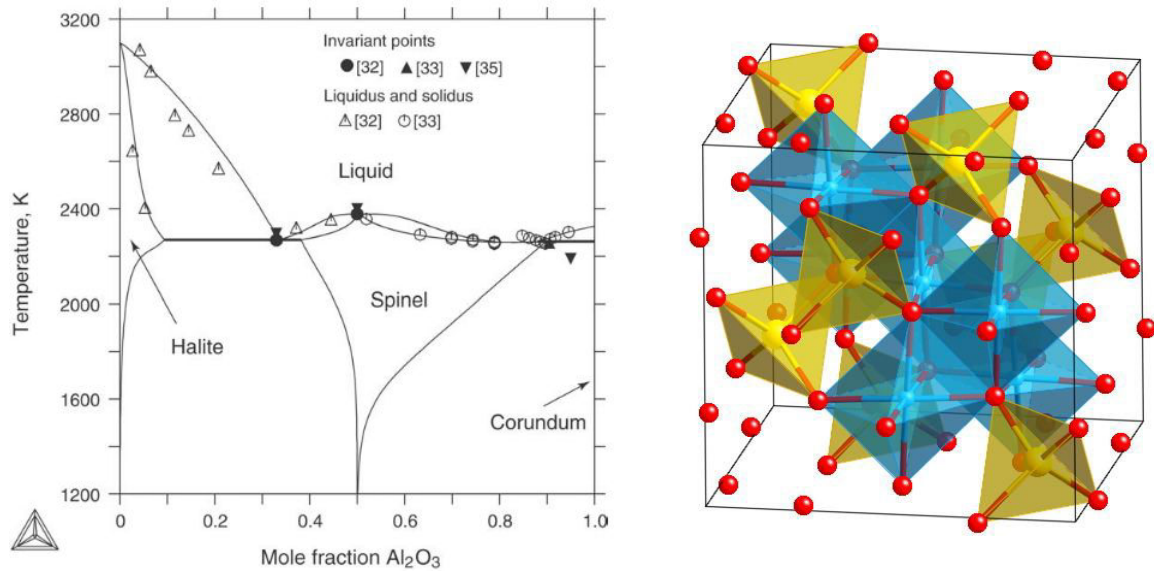 3200
2800
2400
2000
1600
1200
Temperature, K
Invariant points
[32] [33] [35]
Liquidus and solidus
[32] [33]
Liquid
Spinel
Halite
Corundum
0 0.2 0.4 0.6 0.8 1.0
Mole fraction Al₂O₃